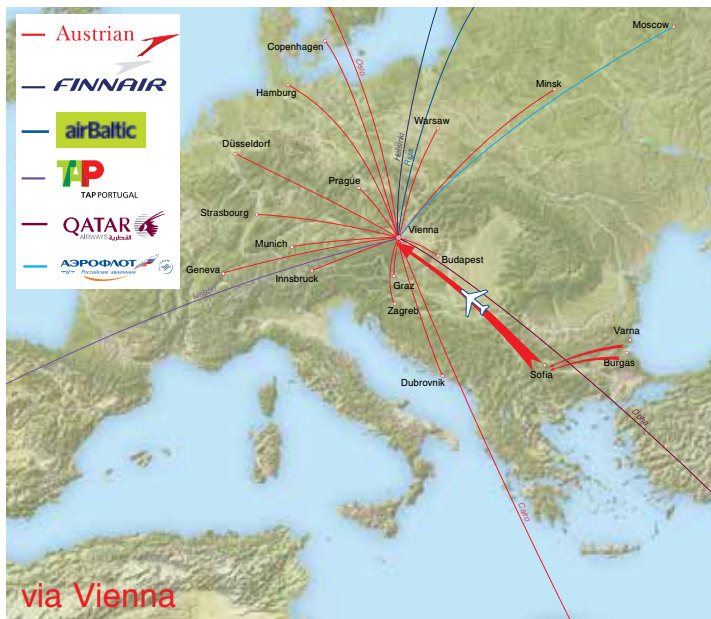 Austrian
FINNAIR
airBaltic
TAP
TAP PORTUGAL
QATAR
AIRWAYS القطرية
АЭРОФЛОТ
Российские авиалинии
Moscow
Copenhagen
Oslo
Minsk
Hamburg
Warsaw
Helsinki
Riga
Düsseldorf
Prague
Strasbourg
Vienna
Munich
Budapest
Geneva
Innsbruck
Graz
Lisbon
Zagreb
Varna
Burgas
Sofia
Dubrovnik
Doha
Cairo
via Vienna